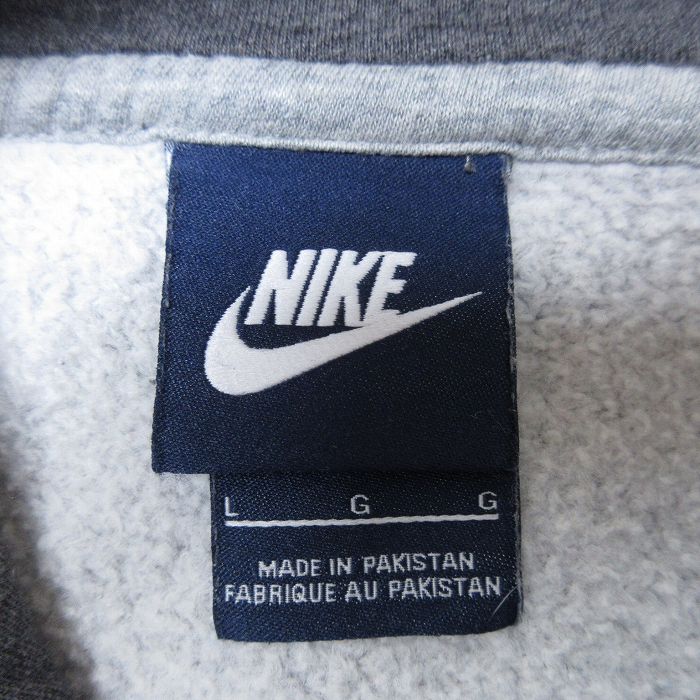 NIKE
L G G
MADE IN PAKISTAN
FABRIQUE AU PAKISTAN